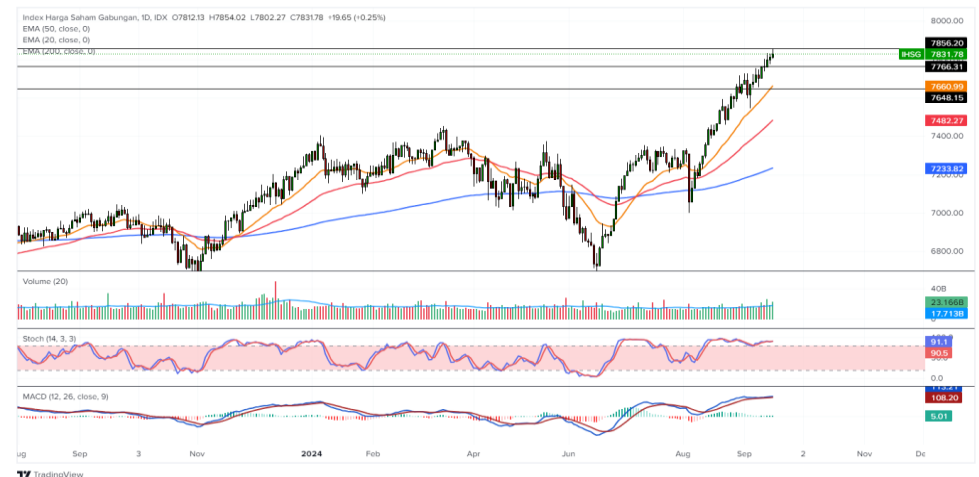 Index Harga Saham Gabungan, 1D, IDX O7812.13 H7854.02 L7802.27 C7831.78 +19.65 (+0.25%)
EMA (50, close, 0)
EMA (20, close, 0)
EMA (200, close, 0)
8000.00
7856.20
IHSG 7831.78
7766.31
7660.99
7648.15
7482.27
7400.00
7233.82
7200.00
7000.00
6800.00
Volume (20)
40B
23.166B
17.713B
Stoch (14, 3, 3)
91.1
90.5
0.0
MACD (12, 26, close, 9)
108.20
5.01
ug Sep 3 Nov 2024 Feb Apr Jun Aug Sep 2 Nov De
TradingView